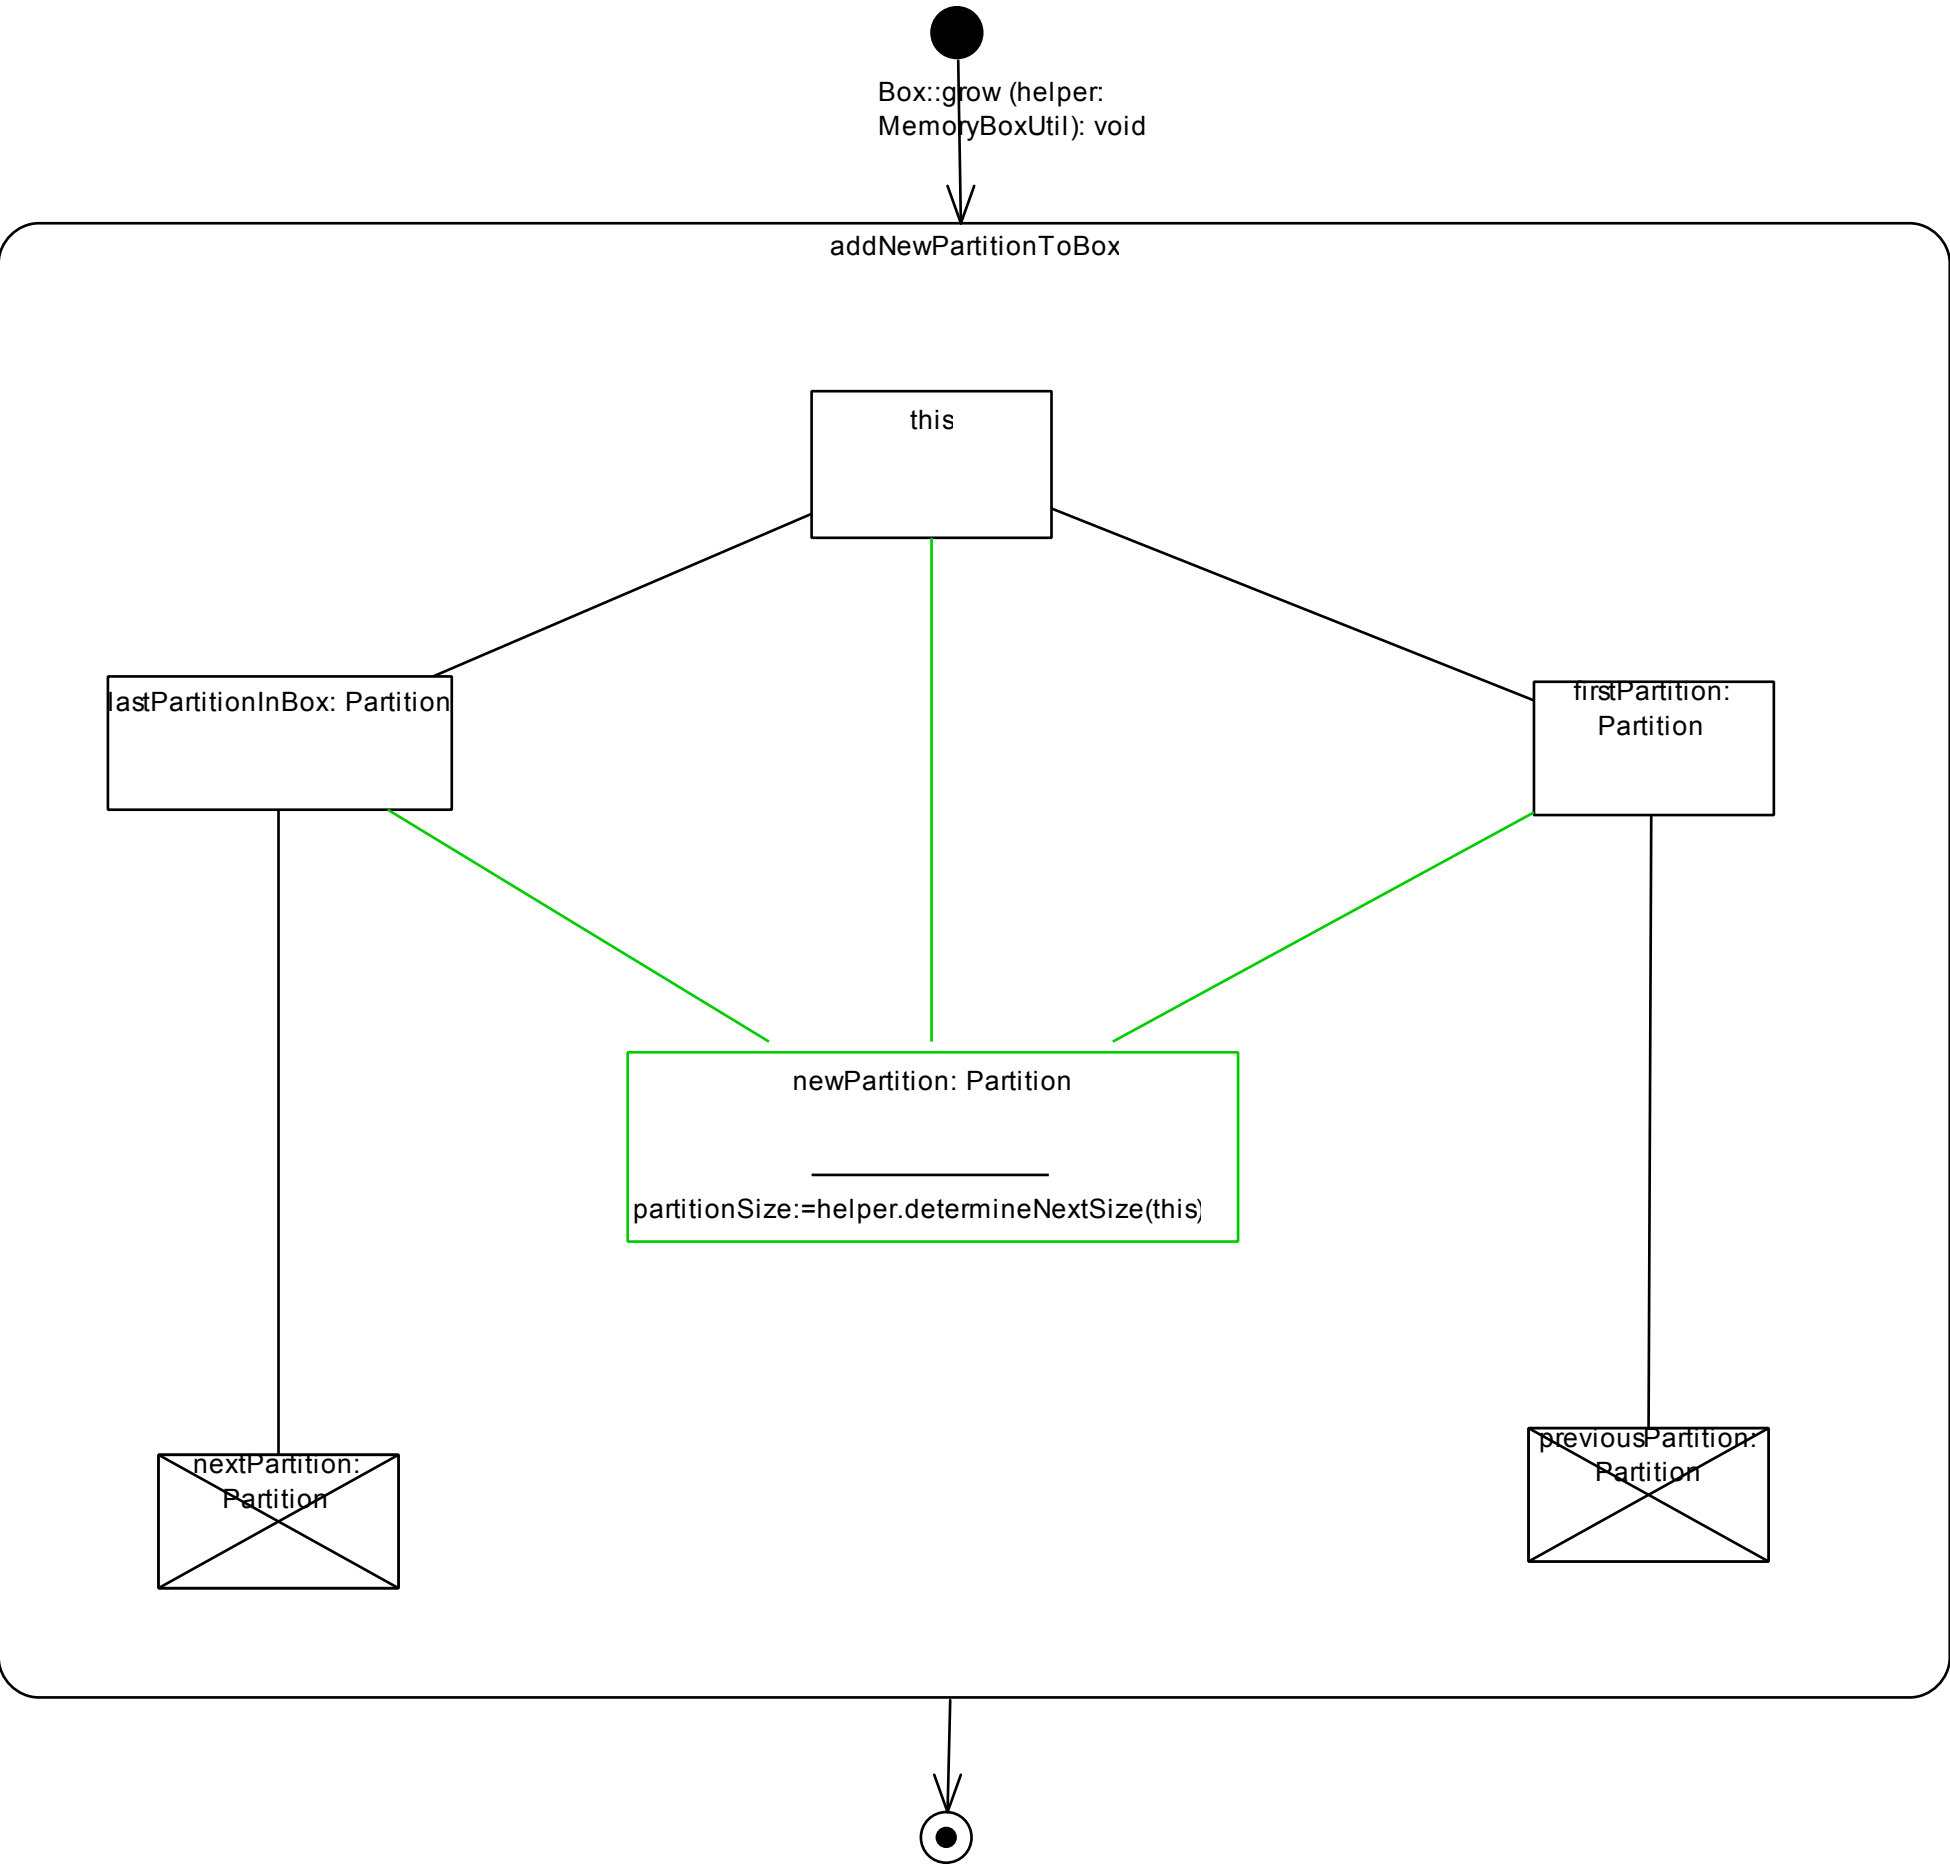 Box::grow (helper:
MemoryBoxUtil): void
addNewPartitionToBox
this
lastPartitionInBox: Partition
firstPartition:
Partition
newPartition: Partition
partitionSize:=helper.determineNextSize(this)
nextPartition:
Partition
previousPartition:
Partition